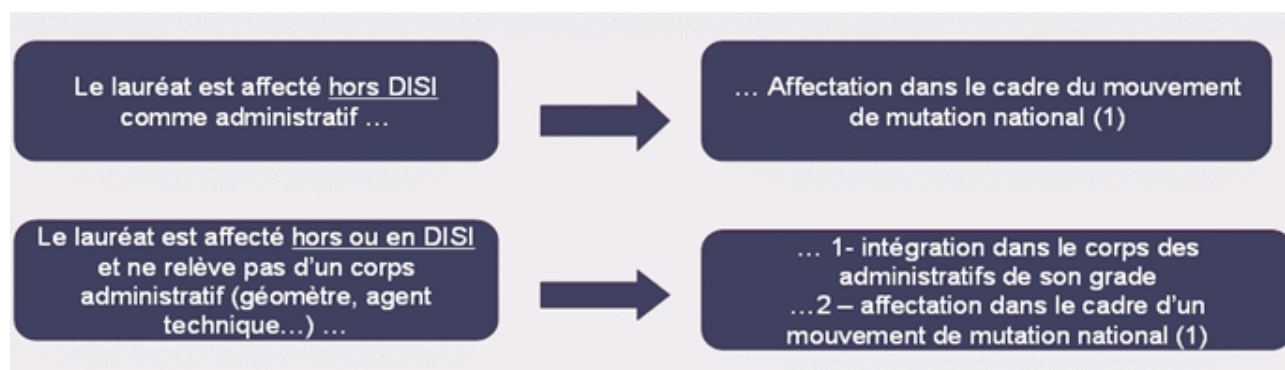 Le lauréat est affecté hors DISI
comme administratif ...
... Affectation dans le cadre du mouvement
de mutation national (1)
Le lauréat est affecté hors ou en DISI
et ne relève pas d'un corps
administratif (géomètre, agent
technique...) ...
... 1- intégration dans le corps des
administratifs de son grade
...2 – affectation dans le cadre d'un
mouvement de mutation national (1)